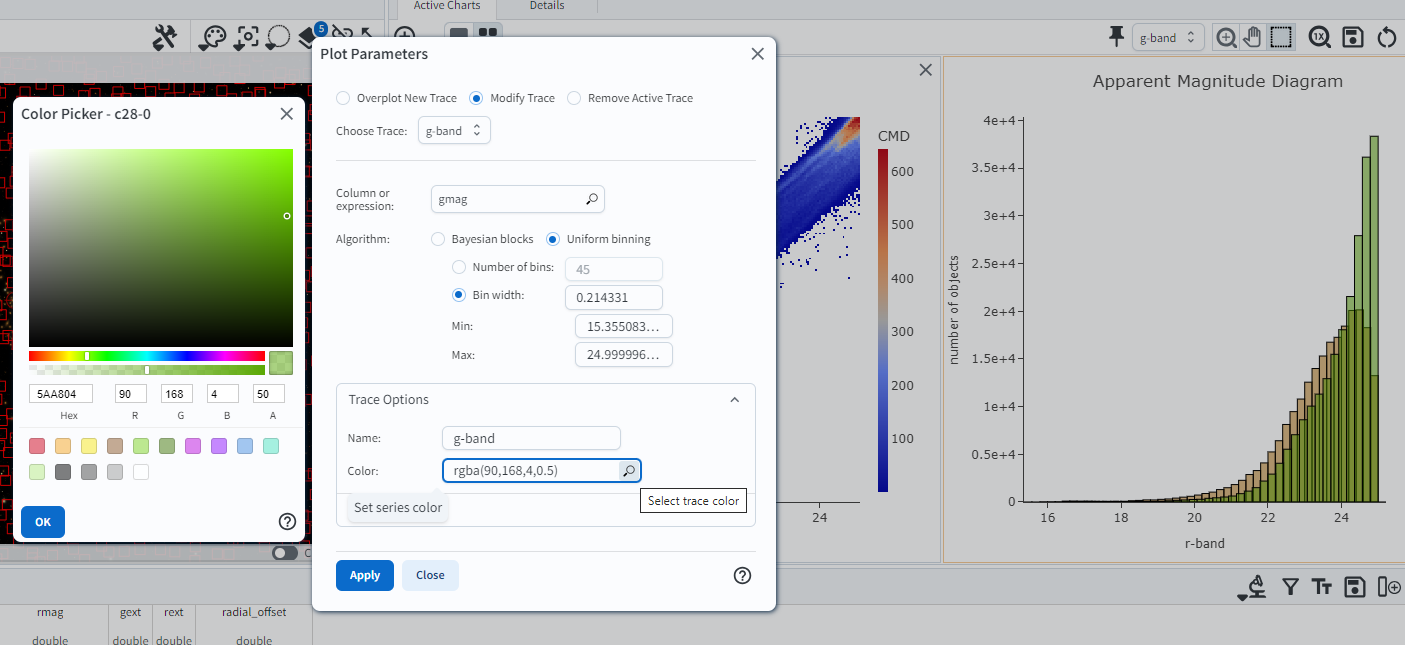 Active Charts
Details
5
g-band
1X
Plot Parameters
Overplot New Trace
Modify Trace
Remove Active Trace
Choose Trace:
g-band
Column or
expression:
gmag
Algorithm:
Bayesian blocks
Uniform binning
Number of bins:
45
Bin width:
0.214331
Min:
15.355083...
Max:
24.999996...
Trace Options
Name:
g-band
Color:
rgba(90,168,4,0.5)
Set series color
Select trace color
Apply
Close
Color Picker - c28-0
5AA804
90
168
4
50
Hex
R
G
B
A
OK
C
CMD
600
500
400
300
200
100
24
Apparent Magnitude Diagram
4e+4
3.5e+4
3e+4
2.5e+4
2e+4
1.5e+4
1e+4
0.5e+4
0
number of objects
16
18
20
22
24
r-band
TT
rmag
gext
rext
radial_offset
double
double
double
double